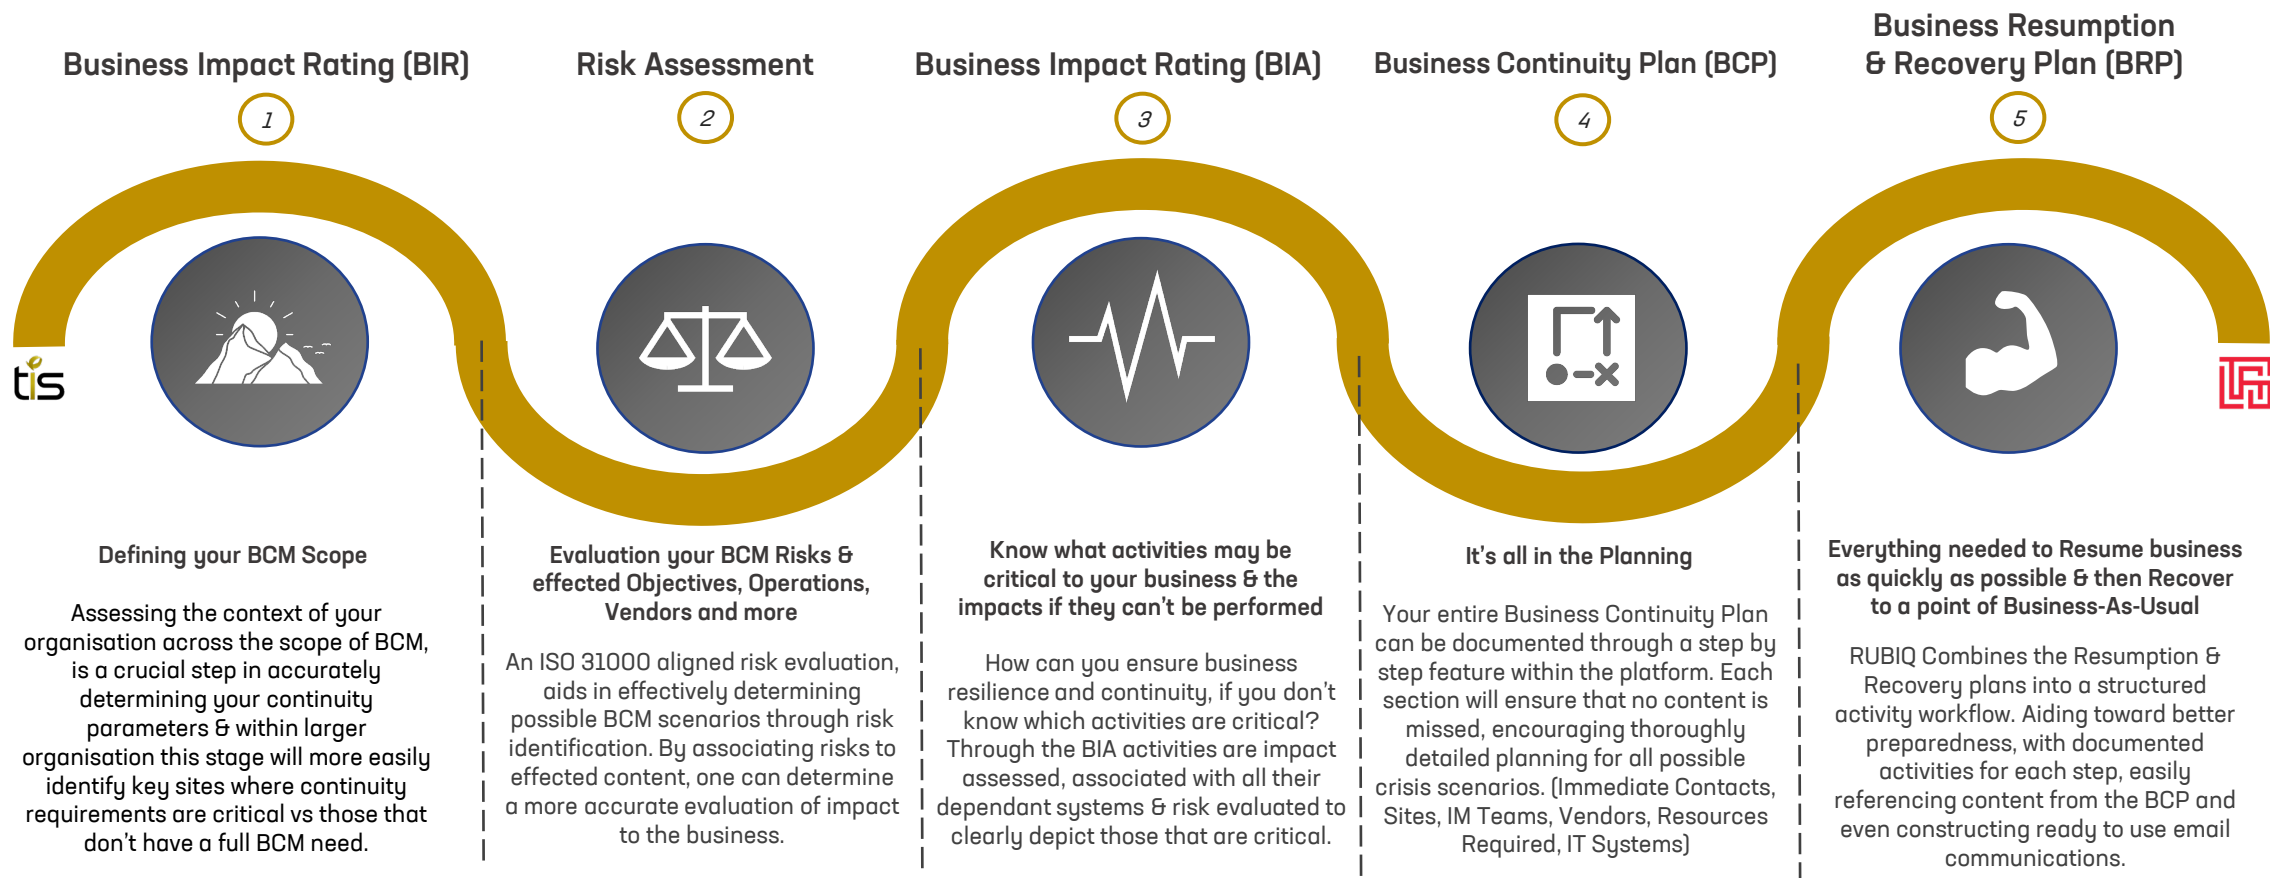 Business Impact Rating (BIR)
1
Defining your BCM Scope
Assessing the context of your
organisation across the scope of BCM,
is a crucial step in accurately
determining your continuity
parameters & within larger
organisation this stage will more easily
identify key sites where continuity
requirements are critical vs those that
don't have a full BCM need.
Risk Assessment
2
Evaluation your BCM Risks &
effected Objectives, Operations,
Vendors and more
An ISO 31000 aligned risk evaluation,
aids in effectively determining
possible BCM scenarios through risk
identification. By associating risks to
effected content, one can determine
a more accurate evaluation of impact
to the business.
Business Impact Rating (BIA)
3
Know what activities may be
critical to your business & the
impacts if they can't be performed
How can you ensure business
resilience and continuity, if you don't
know which activities are critical?
Through the BIA activities are impact
assessed, associated with all their
dependant systems & risk evaluated to
clearly depict those that are critical.
Business Continuity Plan (BCP)
4
It's all in the Planning
Your entire Business Continuity Plan
can be documented through a step by
step feature within the platform. Each
section will ensure that no content is
missed, encouraging thoroughly
detailed planning for all possible
crisis scenarios. (Immediate Contacts,
Sites, IM Teams, Vendors, Resources
Required, IT Systems)
Business Resumption
& Recovery Plan (BRP)
5
Everything needed to Resume business
as quickly as possible & then Recover
to a point of Business-As-Usual
RUBIQ Combines the Resumption &
Recovery plans into a structured
activity workflow. Aiding toward better
preparedness, with documented
activities for each step, easily
referencing content from the BCP and
even constructing ready to use email
communications.
tis